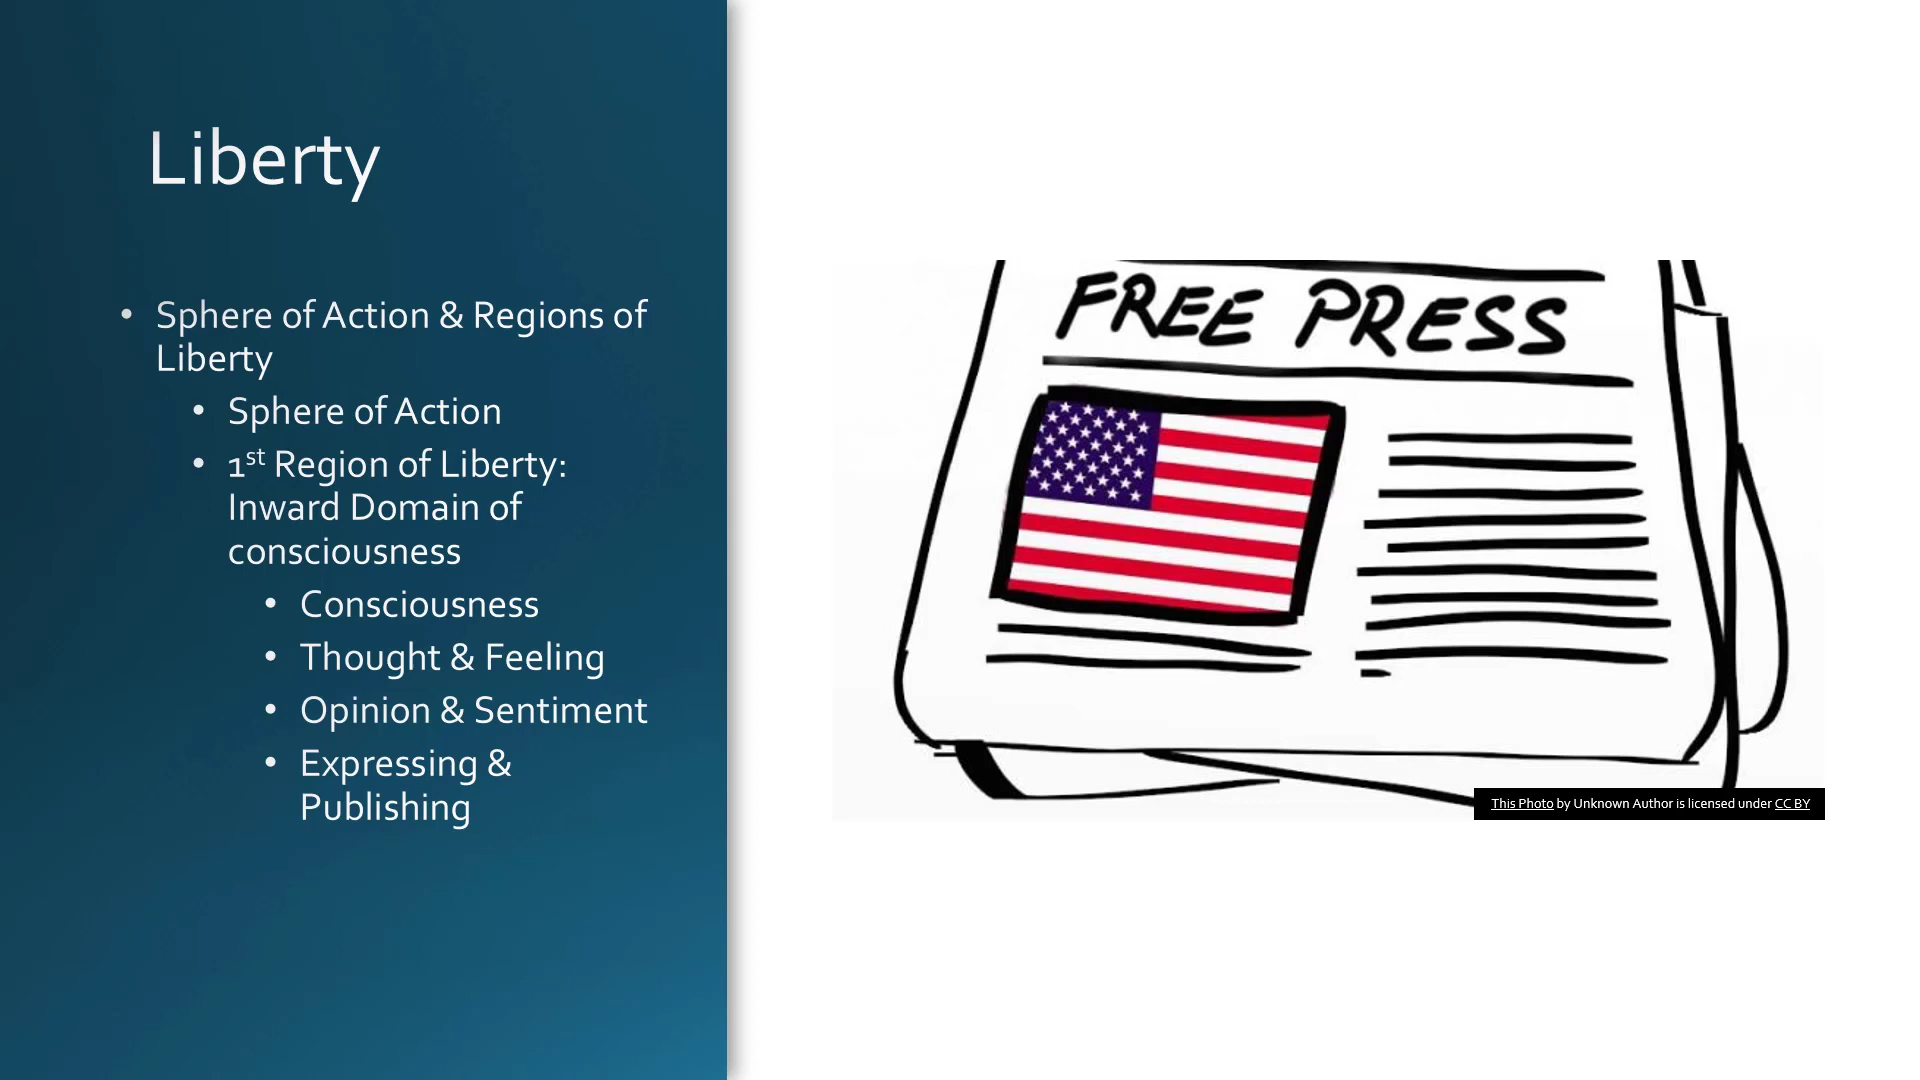 Liberty
• Sphere of Action & Regions of
Liberty
• Sphere of Action
• 1st Region of Liberty:
Inward Domain of
consciousness
• Consciousness
• Thought & Feeling
• Opinion & Sentiment
• Expressing &
Publishing
FREE PRESS
This Photo by Unknown Author is licensed under CC BY